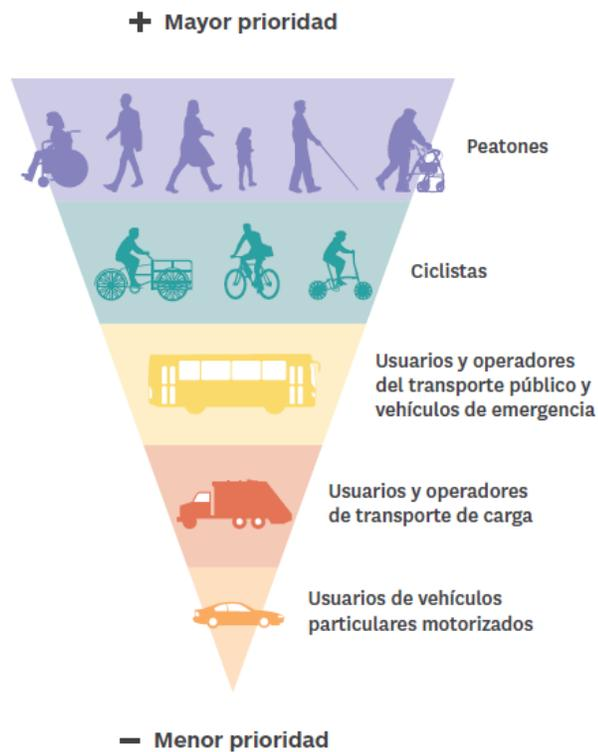 + Mayor prioridad
Peatones
Ciclistas
Usuarios y operadores
del transporte público y
vehículos de emergencia
Usuarios y operadores
de transporte de carga
Usuarios de vehículos
particulares motorizados
− Menor prioridad